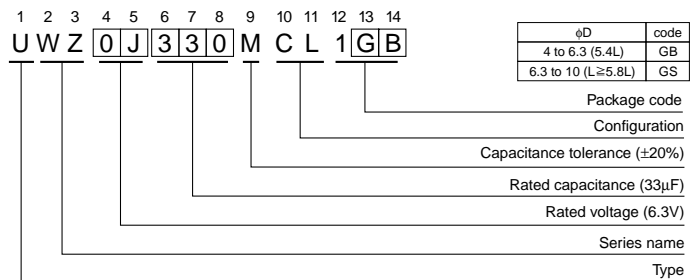 1 2 3 4 5 6 7 8 9 10 11 12 13 14
U W Z 0 J 3 3 0 M C L 1 G B
φD code
4 to 6.3 (5.4L) GB
6.3 to 10 (L≧5.8L) GS
Package code
Configuration
Capacitance tolerance (±20%)
Rated capacitance (33µF)
Rated voltage (6.3V)
Series name
Type